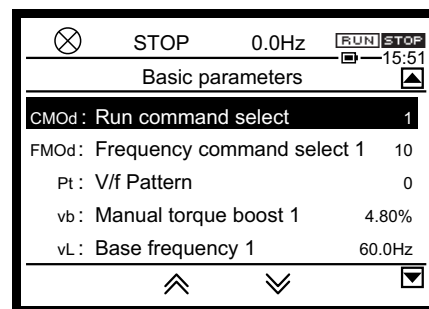 STOP 0.0Hz RUN STOP
15:51
Basic parameters
CMOd: Run command select 1
FMOd: Frequency command select 1 10
Pt: V/f Pattern 0
vb: Manual torque boost 1 4.80%
vL: Base frequency 1 60.0Hz